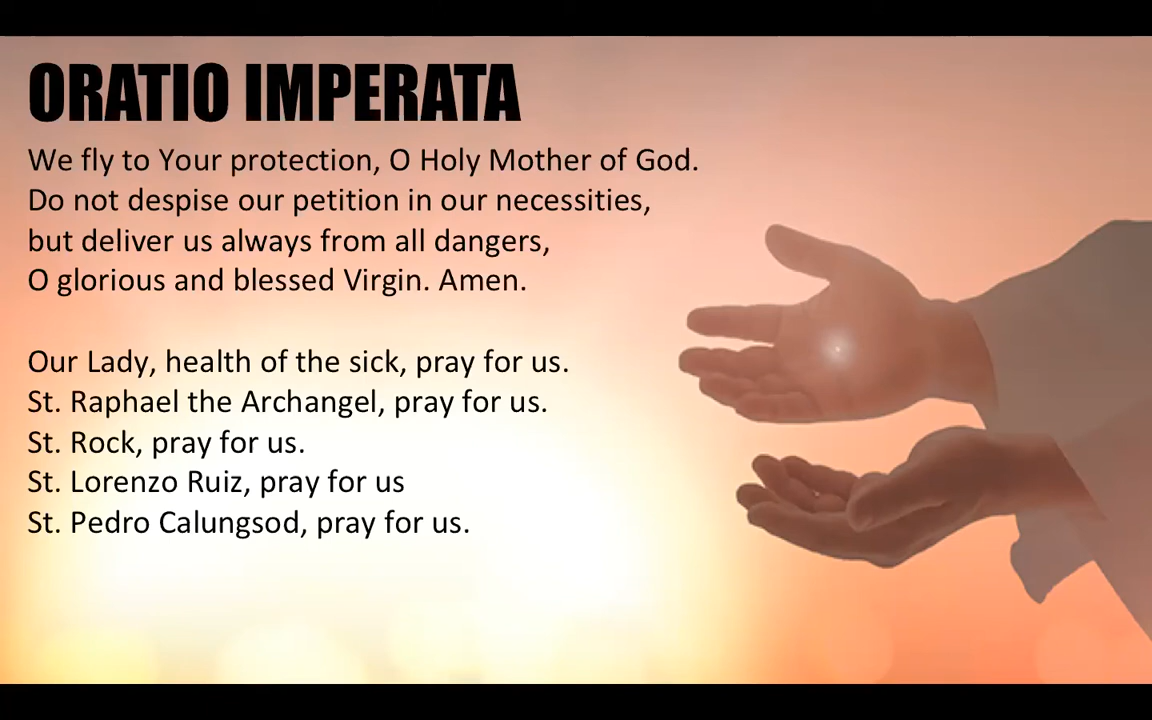 ORATIO IMPERATA
We fly to Your protection, O Holy Mother of God.
Do not despise our petition in our necessities,
but deliver us always from all dangers,
O glorious and blessed Virgin. Amen.
Our Lady, health of the sick, pray for us.
St. Raphael the Archangel, pray for us.
St. Rock, pray for us.
St. Lorenzo Ruiz, pray for us
St. Pedro Calungsod, pray for us.